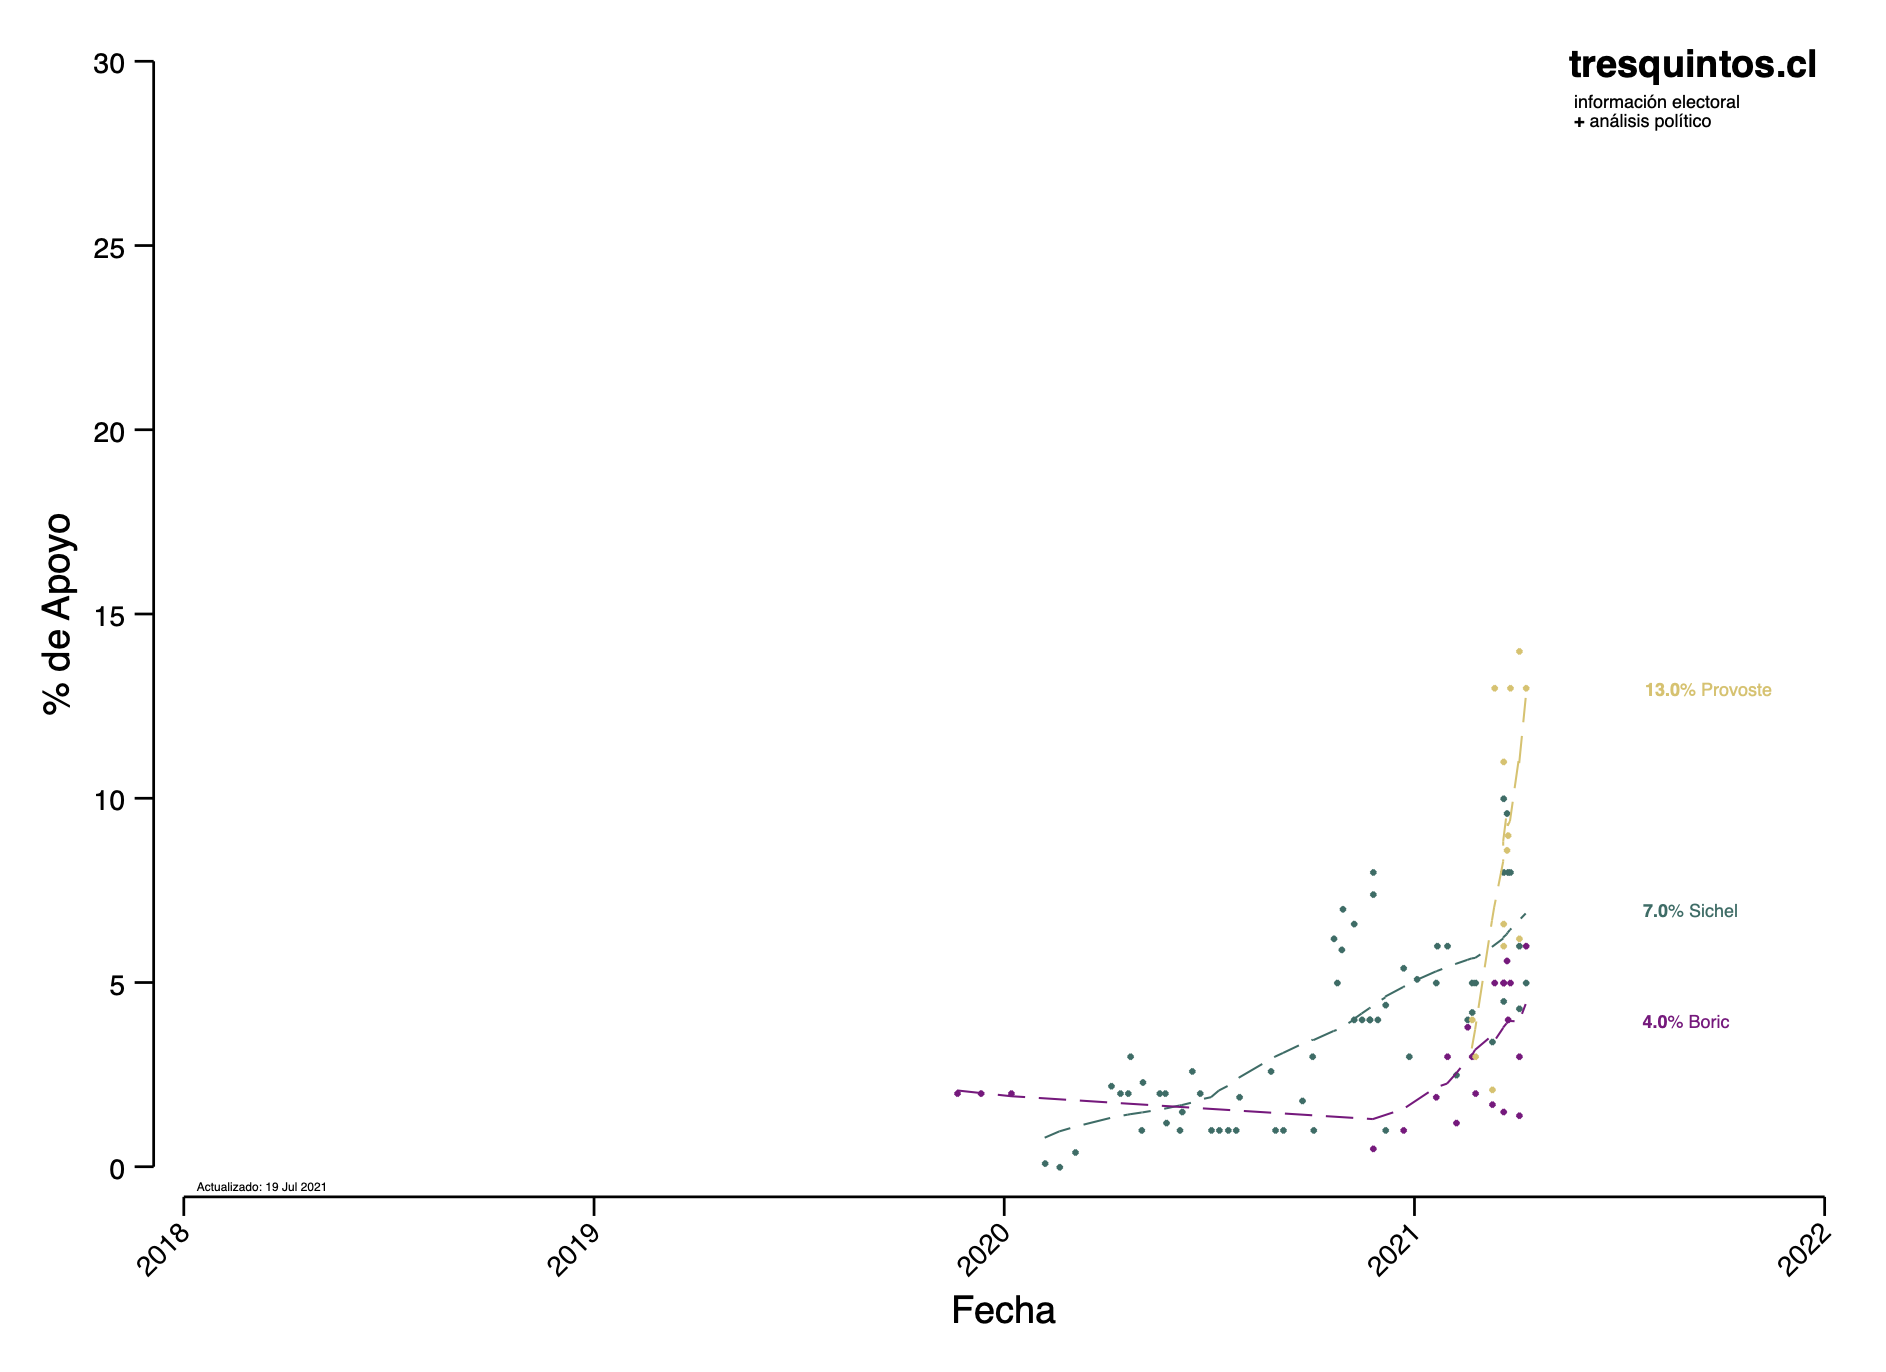 tresquintos.cl
información electoral
+ análisis político
30
25
20
15
10
5
0
% de Apoyo
13.0% Provoste
7.0% Sichel
4.0% Boric
Actualizado: 19 Jul 2021
2018
2019
2020
2021
2022
Fecha